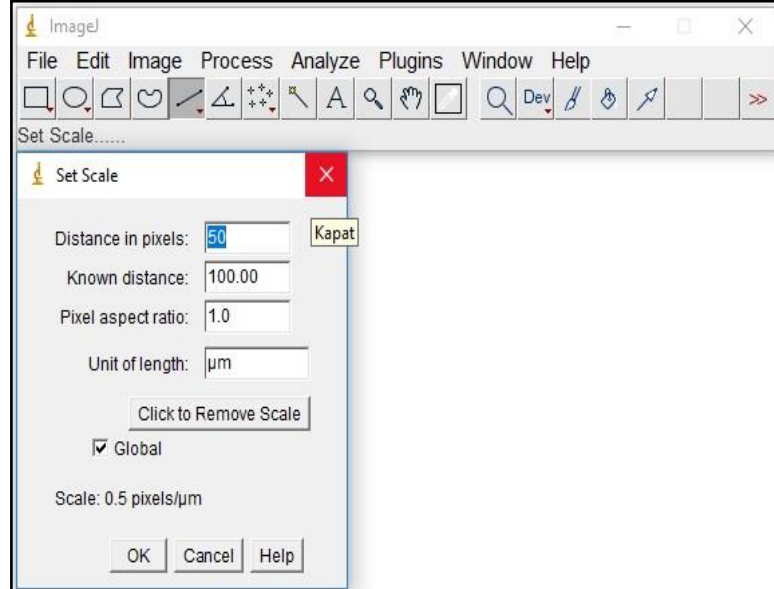 ImageJ
File Edit Image Process Analyze Plugins Window Help
A Dev >>
Set Scale......
Set Scale
Kapat
Distance in pixels: 50
Known distance: 100.00
Pixel aspect ratio: 1.0
Unit of length: µm
Click to Remove Scale
Global
Scale: 0.5 pixels/µm
OK Cancel Help